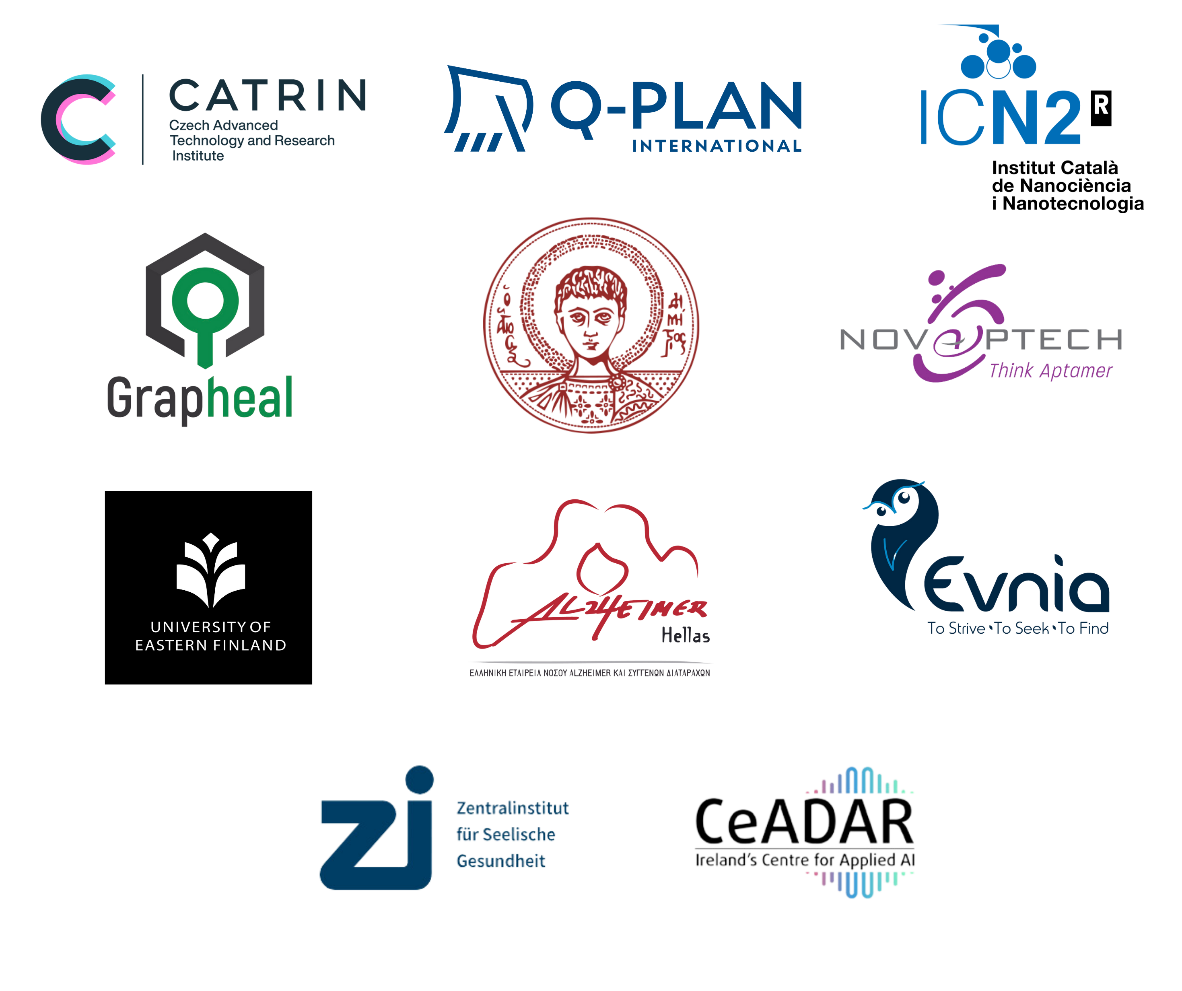 CATRIN
Czech Advanced
Technology and Research
Institute
Q-PLAN
INTERNATIONAL
ICN2
R
Institut Català
de Nanociència
i Nanotecnologia
Grapheal
NOVAPTECH
Think Aptamer
UNIVERSITY OF
EASTERN FINLAND
ALZHEIMER
Hellas
ΕΛΛΗΝΙΚΗ ΕΤΑΙΡΕΙΑ ΝΟΣΟΥ ALZHEIMER ΚΑΙ ΣΥΓΓΕΝΩΝ ΔΙΑΤΑΡΑΧΩΝ
Evnia
To Strive • To Seek • To Find
zi
Zentralinstitut
für Seelische
Gesundheit
CeADAR
Ireland's Centre for Applied AI